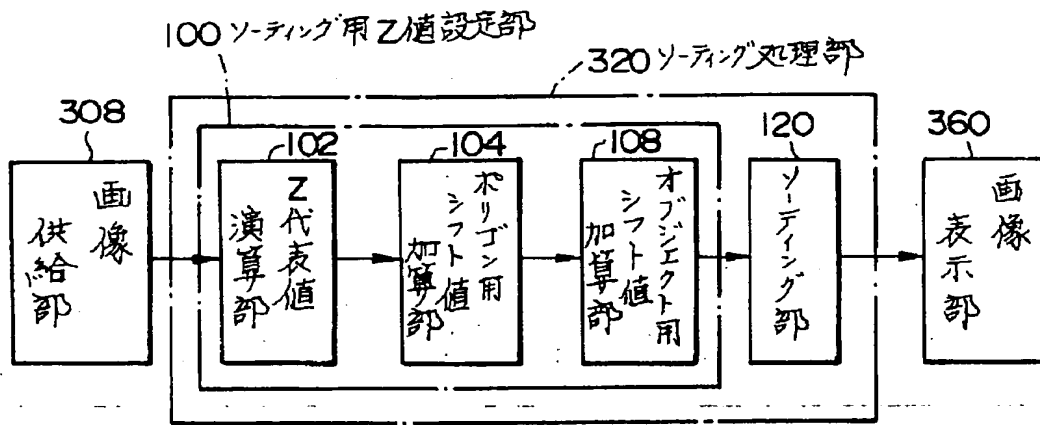 100 ソーティング用Z値設定部
320 ソーティング処理部
308
画像
供給部
102
Z代表値
演算部
104
ポリゴン用
シフト値
加算部
108
オブジェクト用
シフト値
加算部
120
ソーティング部
360
画像
表示部